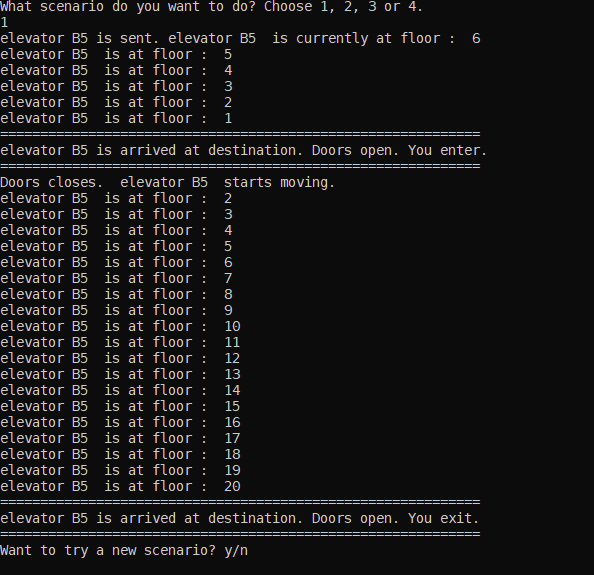 What scenario do you want to do? Choose 1, 2, 3 or 4.
1
elevator B5 is sent. elevator B5  is currently at floor :  6
elevator B5  is at floor :  5
elevator B5  is at floor :  4
elevator B5  is at floor :  3
elevator B5  is at floor :  2
elevator B5  is at floor :  1
============================================================
elevator B5 is arrived at destination. Doors open. You enter.
============================================================
Doors closes.  elevator B5  starts moving.
elevator B5  is at floor :  2
elevator B5  is at floor :  3
elevator B5  is at floor :  4
elevator B5  is at floor :  5
elevator B5  is at floor :  6
elevator B5  is at floor :  7
elevator B5  is at floor :  8
elevator B5  is at floor :  9
elevator B5  is at floor :  10
elevator B5  is at floor :  11
elevator B5  is at floor :  12
elevator B5  is at floor :  13
elevator B5  is at floor :  14
elevator B5  is at floor :  15
elevator B5  is at floor :  16
elevator B5  is at floor :  17
elevator B5  is at floor :  18
elevator B5  is at floor :  19
elevator B5  is at floor :  20
============================================================
elevator B5 is arrived at destination. Doors open. You exit.
============================================================
Want to try a new scenario? y/n